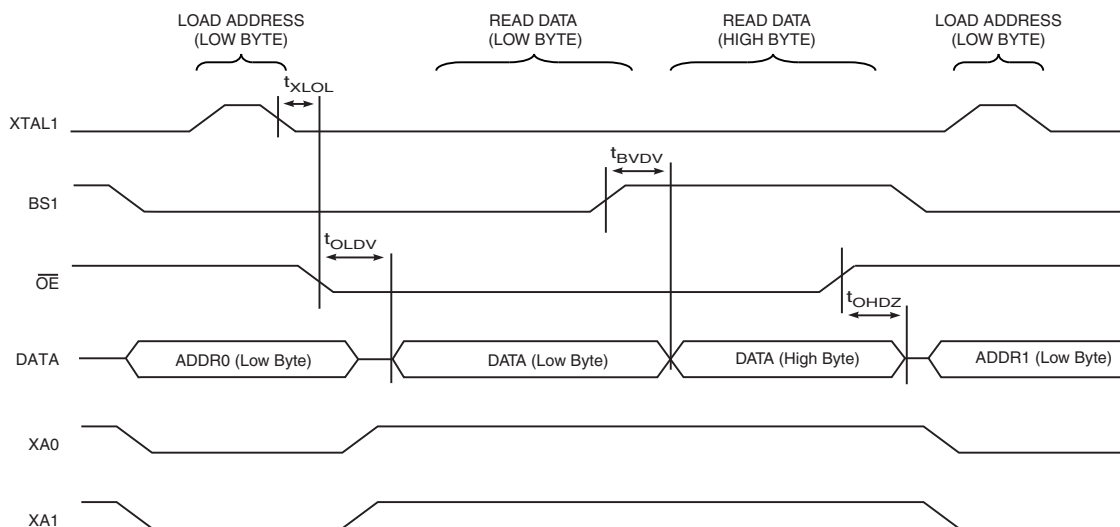 LOAD ADDRESS
(LOW BYTE)
READ DATA
(LOW BYTE)
READ DATA
(HIGH BYTE)
LOAD ADDRESS
(LOW BYTE)
tXLOL
XTAL1
tBVDV
BS1
tOLDV
OE
tOHDZ
DATA
ADDR0 (Low Byte)
DATA (Low Byte)
DATA (High Byte)
ADDR1 (Low Byte)
XA0
XA1